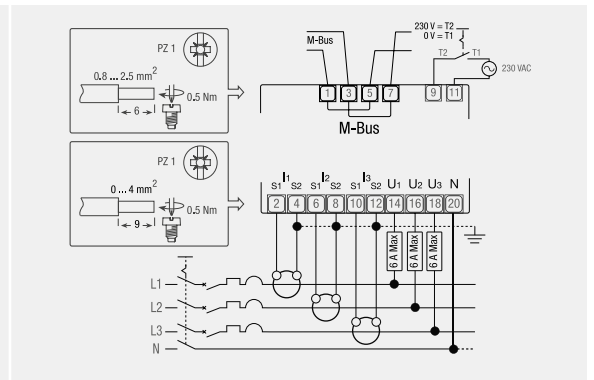 PZ 1
0.8 ... 2.5 mm²
0.5 Nm
6
M-Bus
230 V = T2
0 V = T1
T2 T1
230 VAC
1 3 5 7 9 11
M-Bus
PZ 1
0 ... 4 mm²
0.5 Nm
9
I1 I2 I3
S1 S2 S1 S2 S1 S2 U1 U2 U3 N
2 4 6 8 10 12 14 16 18 20
6 A Max 6 A Max 6 A Max
L1
L2
L3
N